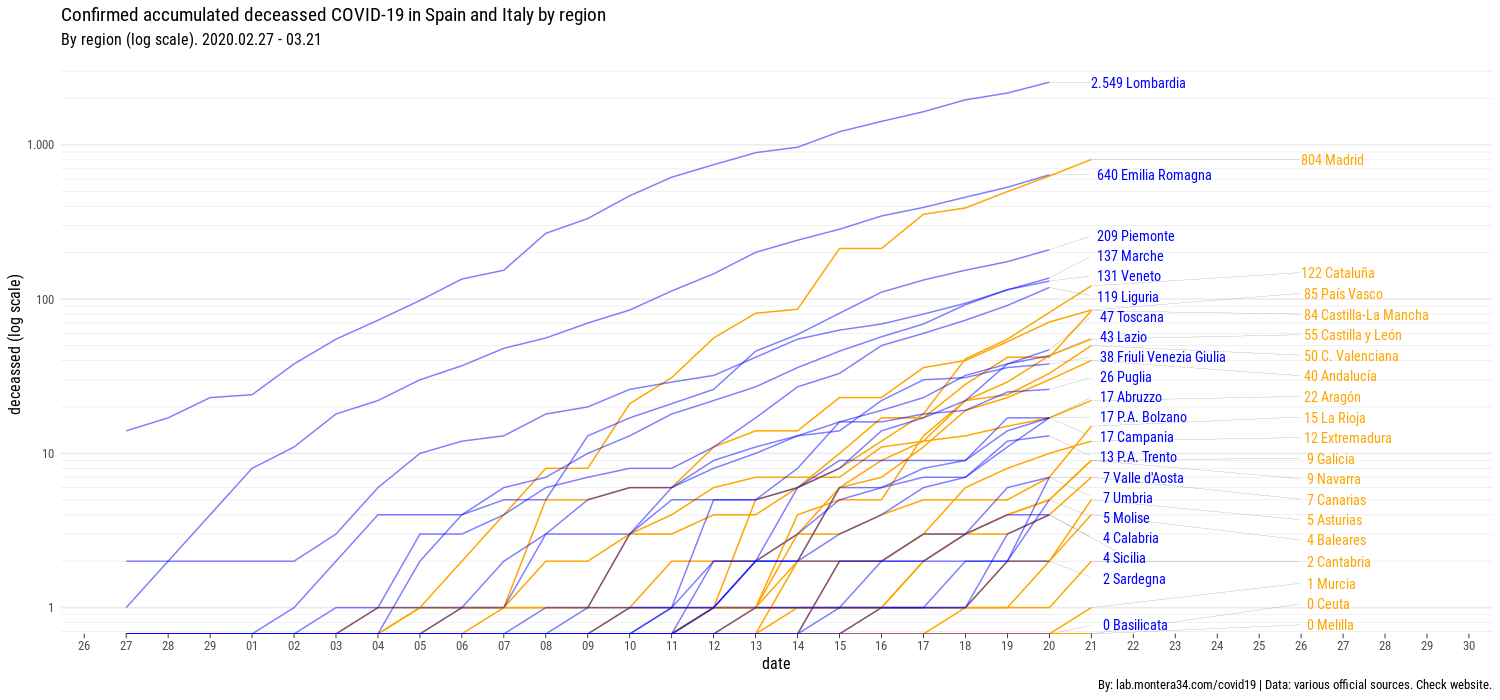 Confirmed accumulated deceassed COVID-19 in Spain and Italy by region
By region (log scale). 2020.02.27 - 03.21
deceassed (log scale)
1.000
100
10
1
2.549 Lombardia
804 Madrid
640 Emilia Romagna
209 Piemonte
137 Marche
131 Veneto
119 Liguria
47 Toscana
43 Lazio
38 Friuli Venezia Giulia
26 Puglia
17 Abruzzo
17 P.A. Bolzano
17 Campania
13 P.A. Trento
7 Valle d'Aosta
7 Umbria
5 Molise
4 Calabria
4 Sicilia
2 Sardegna
0 Basilicata
122 Cataluña
85 País Vasco
84 Castilla-La Mancha
55 Castilla y León
50 C. Valenciana
40 Andalucía
22 Aragón
15 La Rioja
12 Extremadura
9 Galicia
9 Navarra
7 Canarias
5 Asturias
4 Baleares
2 Cantabria
1 Murcia
0 Ceuta
0 Melilla
26 27 28 29 01 02 03 04 05 06 07 08 09 10 11 12 13 14 15 16 17 18 19 20 21 22 23 24 25 26 27 28 29 30
date
By: lab.montera34.com/covid19 | Data: various official sources. Check website.